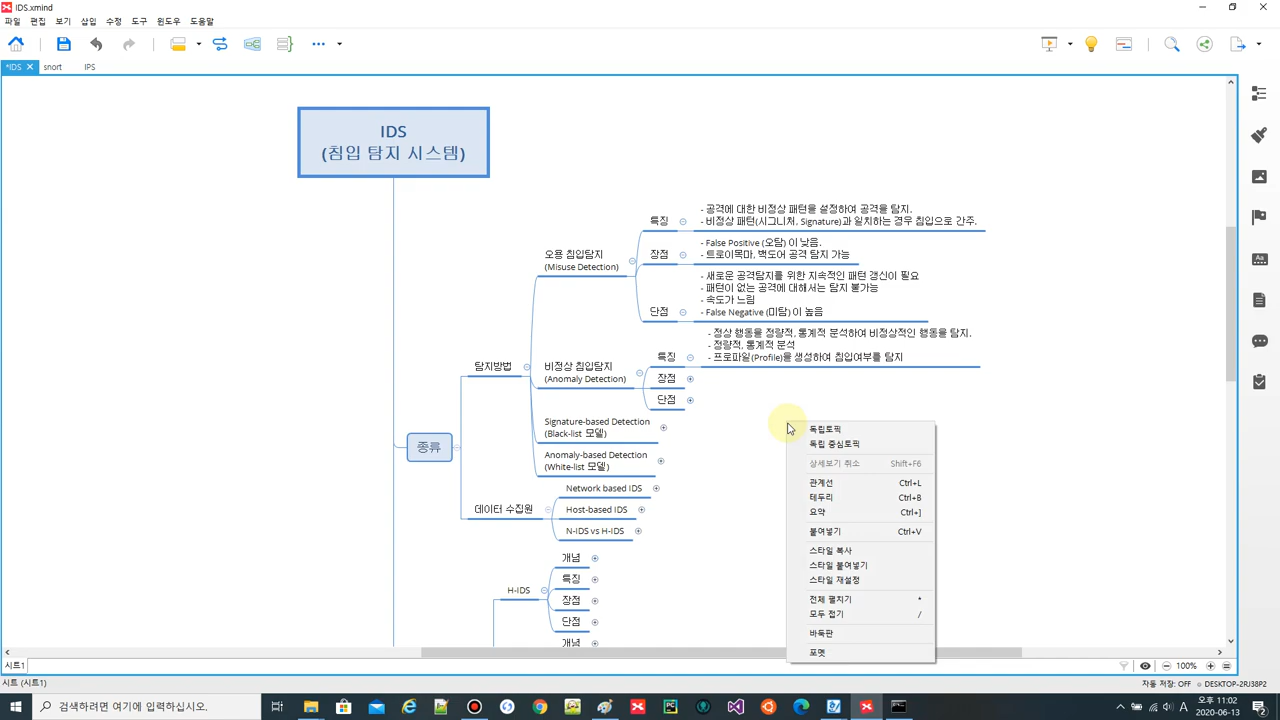 IDS.xmind
파일 편집 보기 삽입 수정 도구 윈도우 도움말
*IDS snort IPS
IDS
(침입 탐지 시스템)
- 공격에 대한 비정상 패턴을 설정하여 공격을 탐지.
특징 - 비정상 패턴(시그니처, Signature)과 일치하는 경우 침입으로 간주.
- False Positive (오탐) 이 낮음.
장점 - 트로이목마, 백도어 공격 탐지 가능
오용 침입탐지
(Misuse Detection)
- 새로운 공격탐지를 위한 지속적인 패턴 갱신이 필요
- 패턴이 없는 공격에 대해서는 탐지 불가능
- 속도가 느림
단점 - False Negative (미탐) 이 높음
- 정상 행동을 정량적, 통계적 분석하여 비정상적인 행동을 탐지.
- 정량적, 통계적 분석
특징 - 프로파일(Profile)을 생성하여 침입여부를 탐지
탐지방법 비정상 침입탐지
(Anomaly Detection)
장점
단점
Signature-based Detection
(Black-list 모델)
종류
Anomaly-based Detection
(White-list 모델)
Network based IDS
데이터 수집원 Host-based IDS
N-IDS vs H-IDS
개념
특징
H-IDS
장점
단점
개념
독립토픽
독립 중심토픽
상세보기 취소 Shift+F6
관계선 Ctrl+L
테두리 Ctrl+B
요약 Ctrl+]
붙여넣기 Ctrl+V
스타일 복사
스타일 붙여넣기
스타일 재설정
전체 펼치기 *
모두 접기 /
바둑판
포멧
시트1 100%
시트 (시트1) 자동 저장: OFF DESKTOP-2RJ38P2
검색하려면 여기에 입력하십시오. A 오후 11:02
2020-06-13